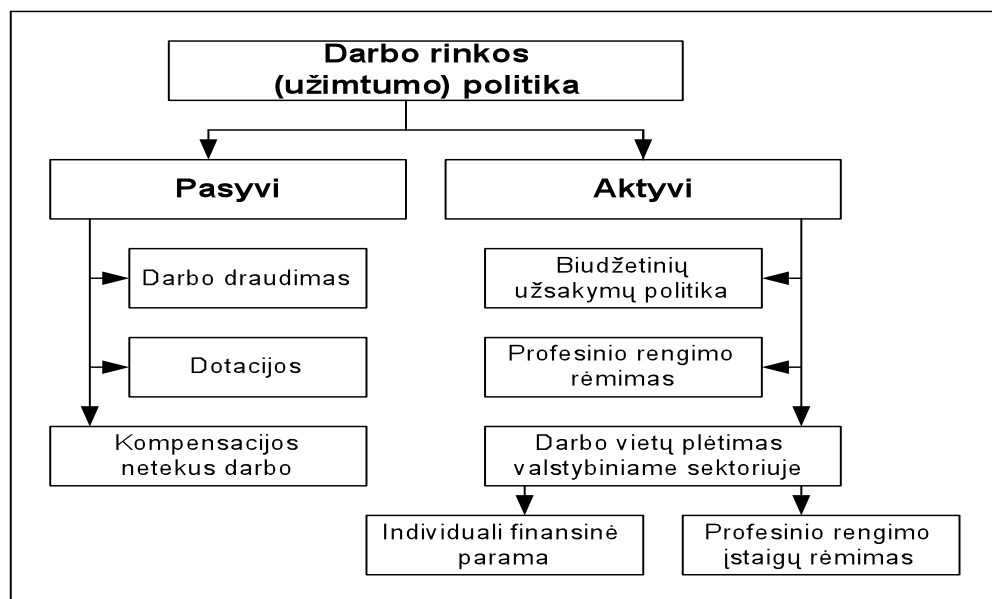 Darbo rinkos
(užimtumo) politika
Pasyvi
Aktyvi
Darbo draudimas
Biudžetinių
užsakymų politika
Dotacijos
Profesinio rengimo
rėmimas
Kompensacijos
netekus darbo
Darbo vietų plėtimas
valstybiniame sektoriuje
Individuali finansinė
parama
Profesinio rengimo
įstaigų rėmimas